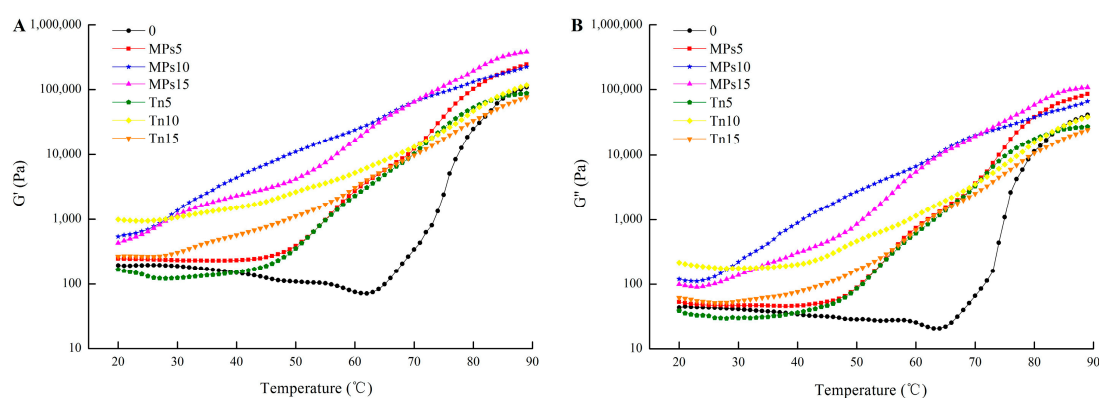 A
0
MPs5
MPs10
MPs15
Tn5
Tn10
Tn15
1,000,000
100,000
10,000
1,000
100
10
G' (Pa)
20 30 40 50 60 70 80 90
Temperature (℃)
B
0
MPs5
MPs10
MPs15
Tn5
Tn10
Tn15
1,000,000
100,000
10,000
1,000
100
10
G'' (Pa)
20 30 40 50 60 70 80 90
Temperature (℃)